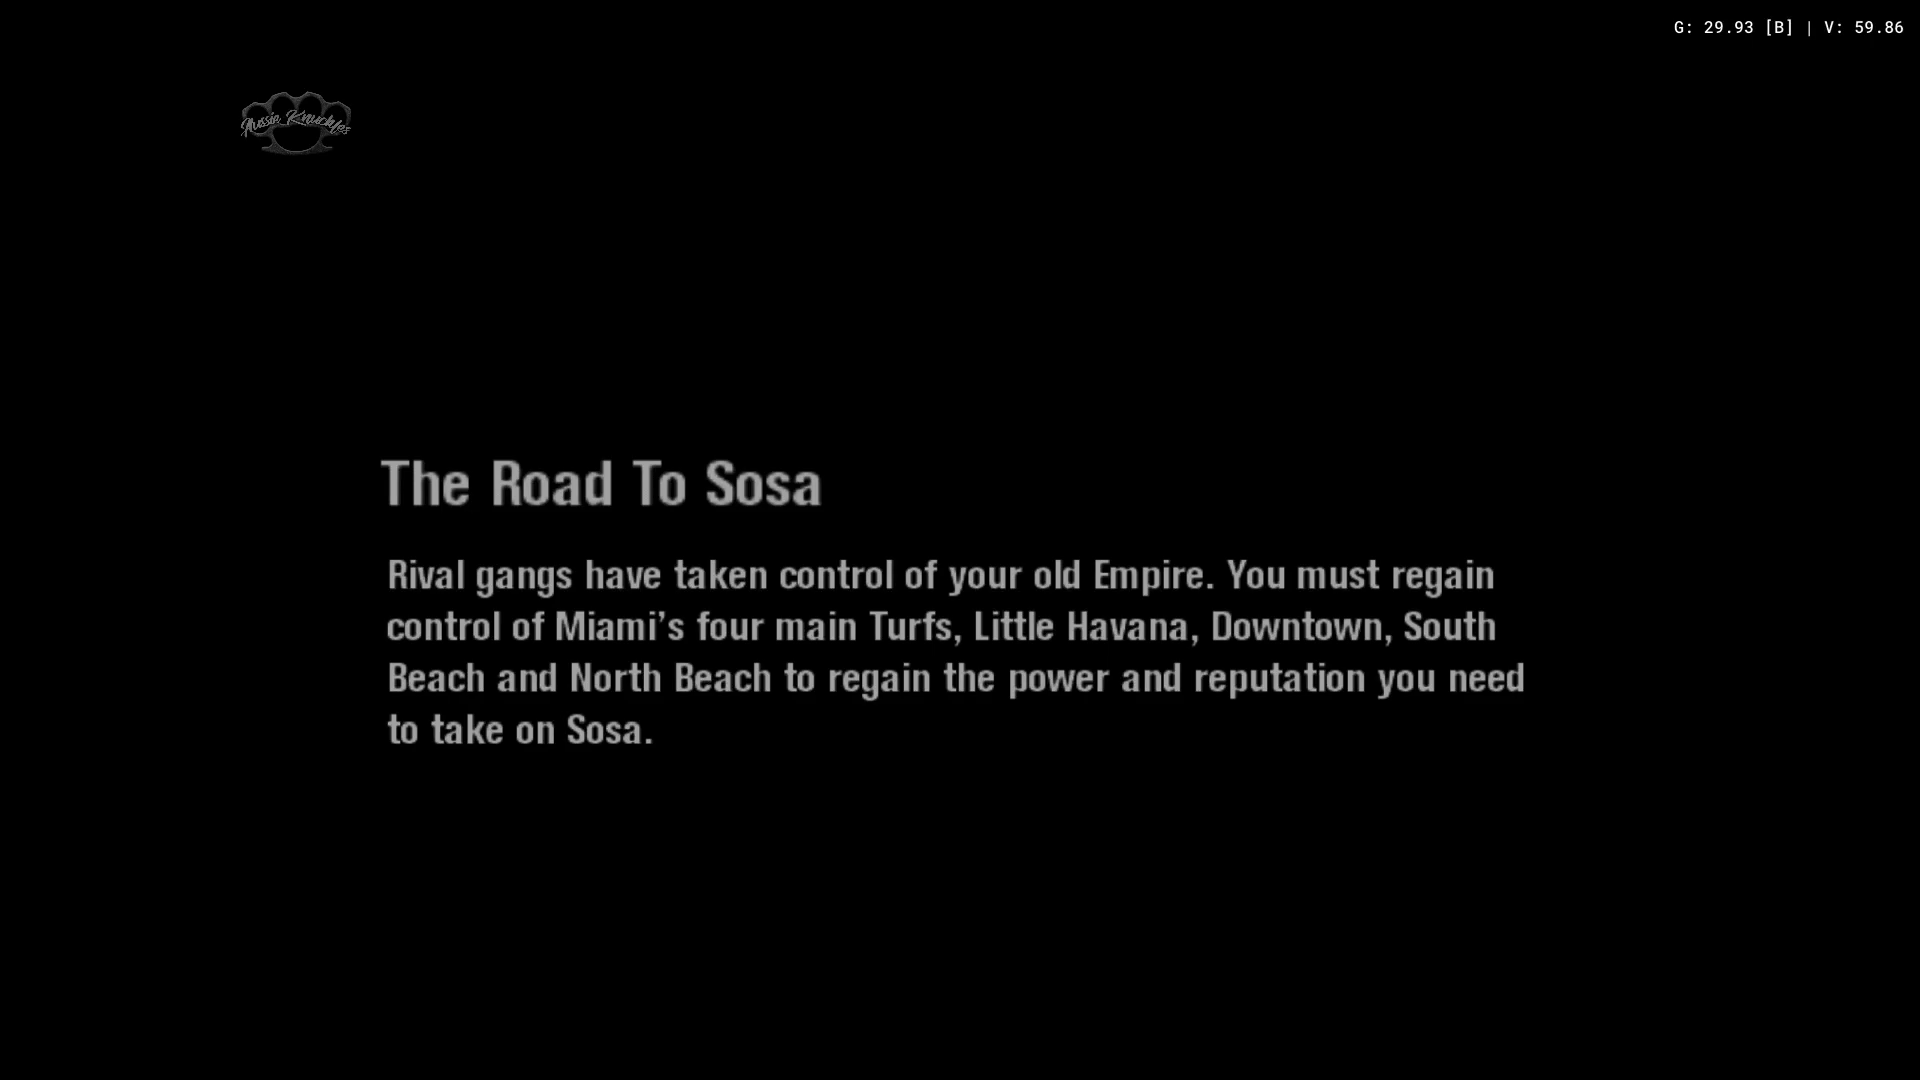 G: 29.93 [B] | V: 59.86
Aussie Knuckles
The Road To Sosa
Rival gangs have taken control of your old Empire. You must regain
control of Miami’s four main Turfs, Little Havana, Downtown, South
Beach and North Beach to regain the power and reputation you need
to take on Sosa.